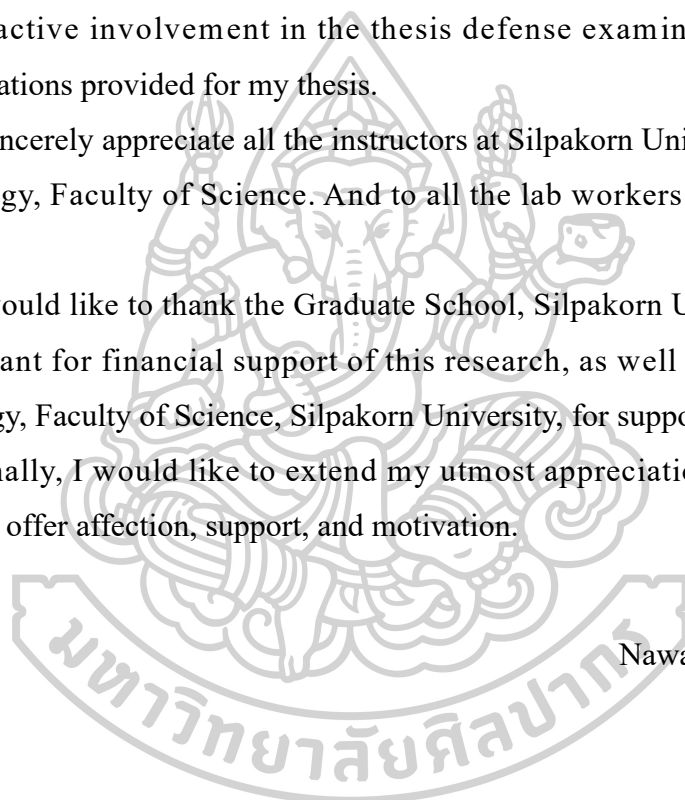 active involvement in the thesis defense examin
ations provided for my thesis.
ncerely appreciate all the instructors at Silpakorn Uni
gy, Faculty of Science. And to all the lab workers
vould like to thank the Graduate School, Silpakorn U
ant for financial support of this research, as well
gy, Faculty of Science, Silpakorn University, for suppo
nally, I would like to extend my utmost appreciatio
offer affection, support, and motivation.
Nawa
มหาวิทยาลัยศิลปากร